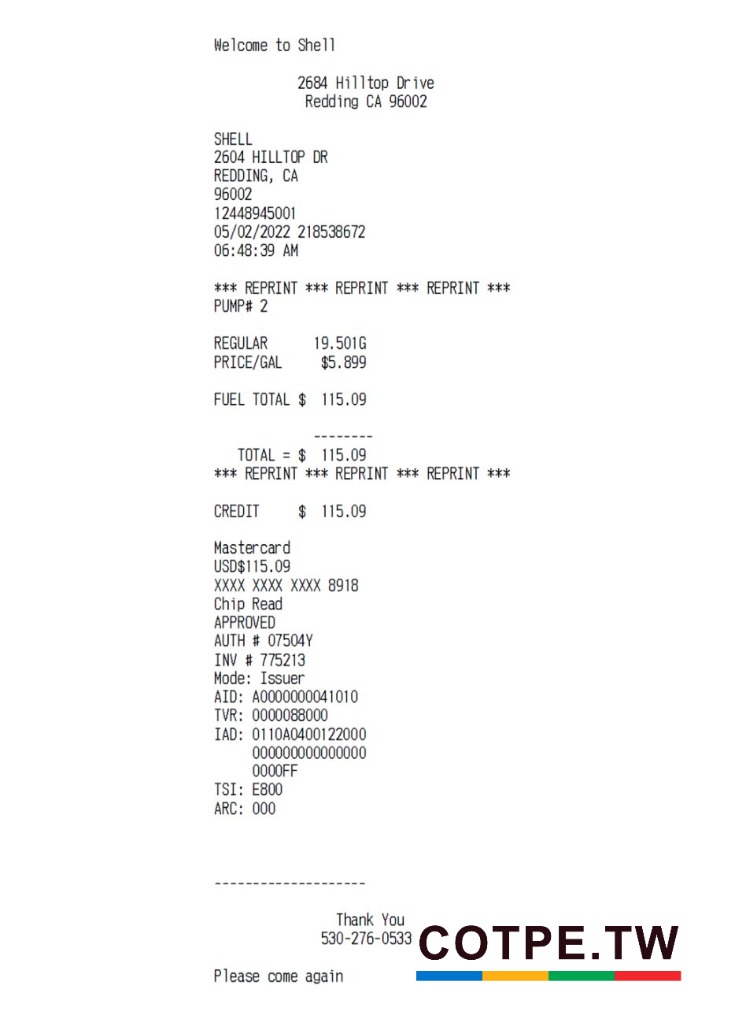 Welcome to Shell
2684 Hilltop Drive
Redding CA 96002
SHELL
2604 HILLTOP DR
REDDING, CA
96002
12448945001
05/02/2022 218538672
06:48:39 AM
*** REPRINT *** REPRINT *** REPRINT ***
PUMP# 2
REGULAR 19.501G
PRICE/GAL $5.899
FUEL TOTAL $ 115.09
--------
TOTAL = $ 115.09
*** REPRINT *** REPRINT *** REPRINT ***
CREDIT $ 115.09
Mastercard
USD$115.09
XXXX XXXX XXXX 8918
Chip Read
APPROVED
AUTH # 07504Y
INV # 775213
Mode: Issuer
AID: A0000000041010
TVR: 0000088000
IAD: 0110A0400122000
000000000000000
0000FF
TSI: E800
ARC: 000
--------------------
Thank You
530-276-0533
COTPE.TW
Please come again